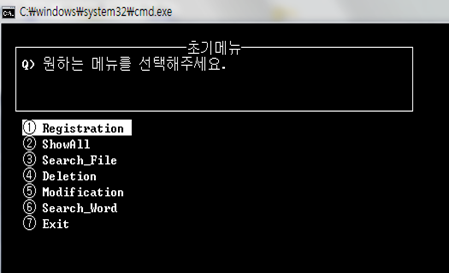 C:₩windows₩system32₩cmd.exe
초기메뉴
Q) 원하는 메뉴를 선택해주세요.
① Registration
② ShowAll
③ Search_File
④ Deletion
⑤ Modification
⑥ Search_Word
⑦ Exit